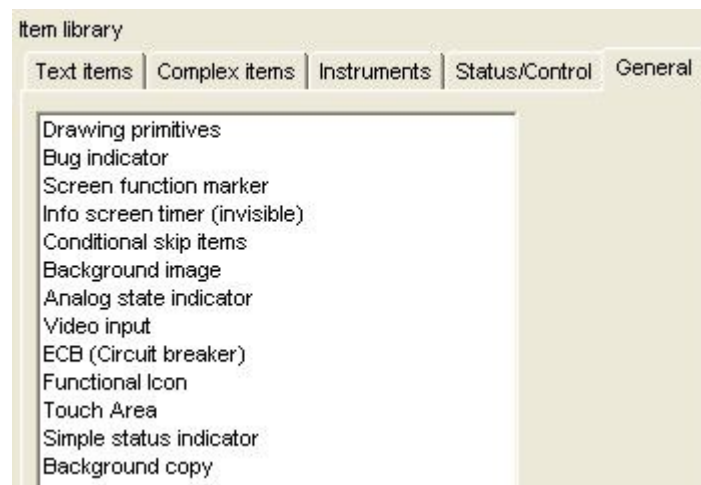 Item library
Text items Complex items Instruments Status/Control General
Drawing primitives
Bug indicator
Screen function marker
Info screen timer (invisible)
Conditional skip items
Background image
Analog state indicator
Video input
ECB (Circuit breaker)
Functional Icon
Touch Area
Simple status indicator
Background copy